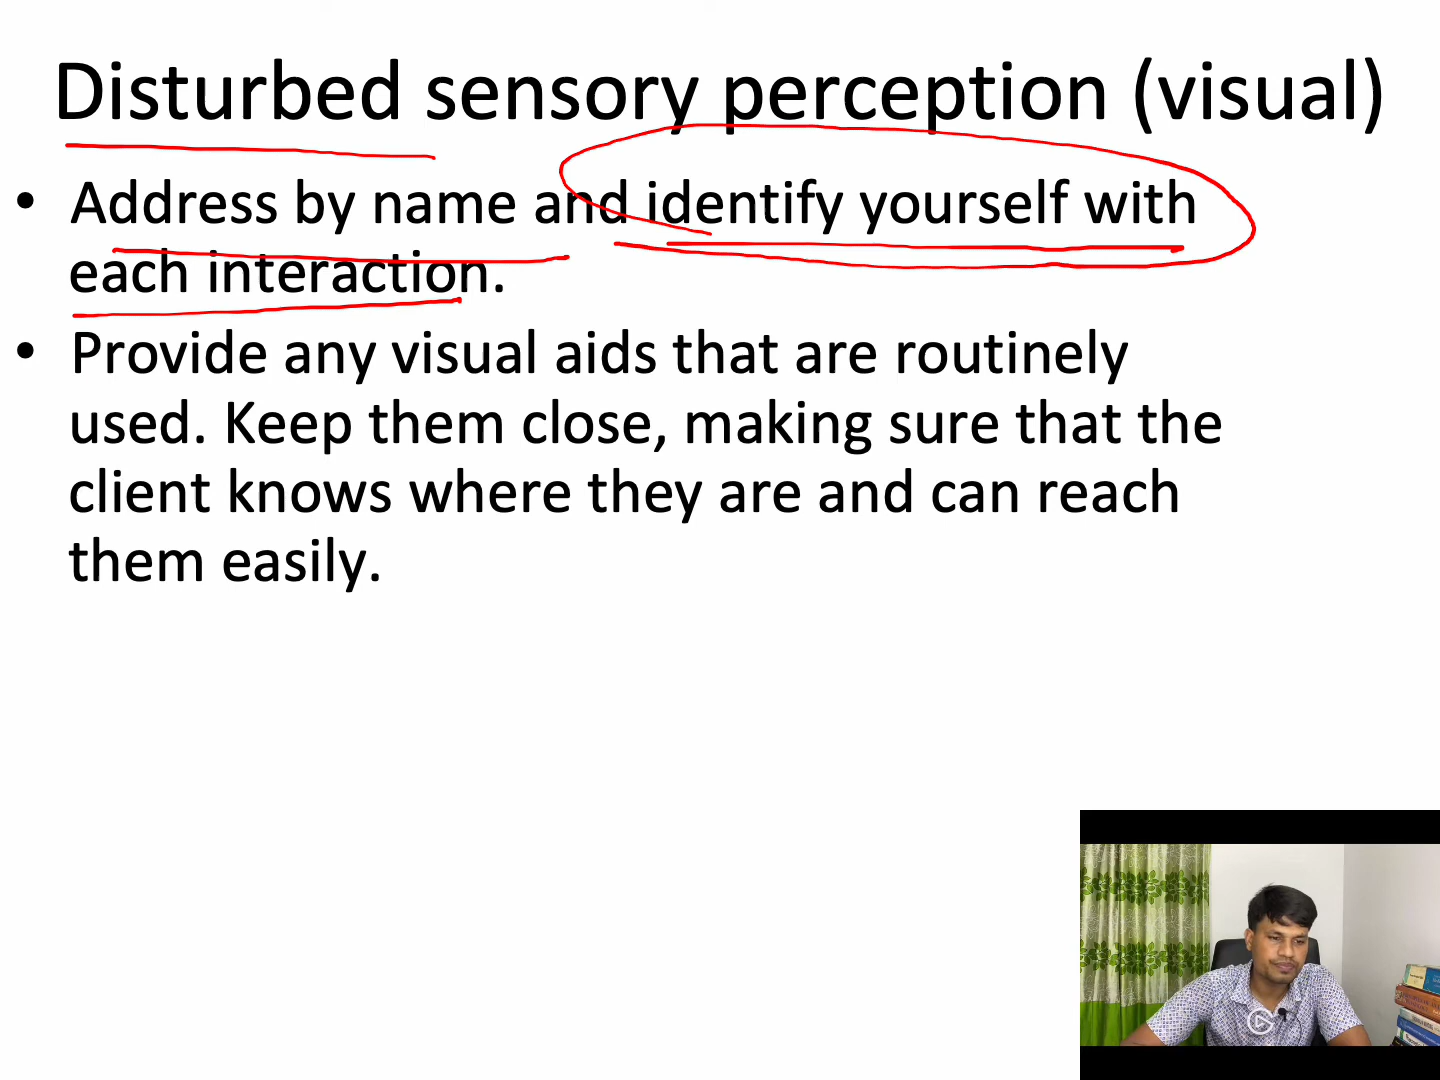 Disturbed sensory perception (visual)
• Address by name and identify yourself with
each interaction.
• Provide any visual aids that are routinely
used. Keep them close, making sure that the
client knows where they are and can reach
them easily.